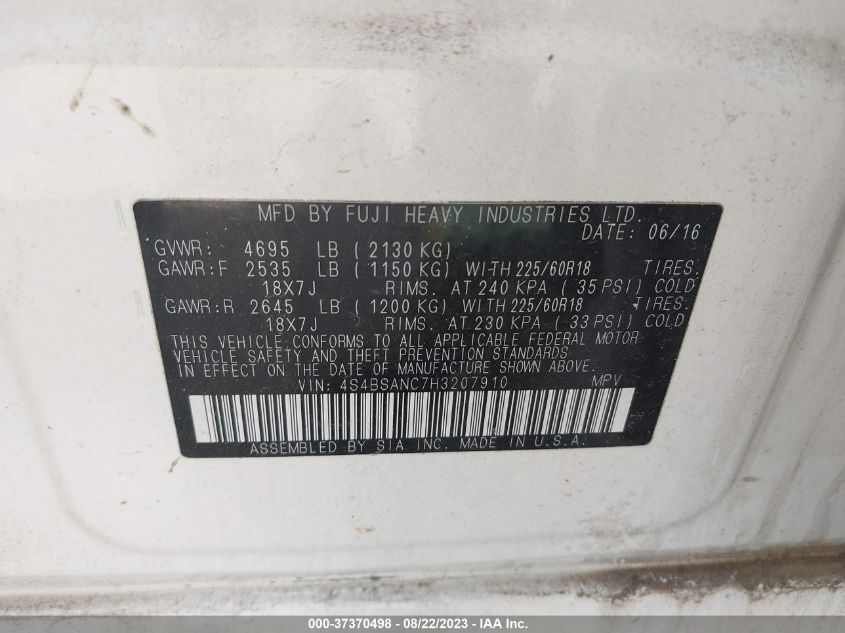 MFD BY FUJI HEAVY INDUSTRIES LTD.
DATE: 06/16
GVWR: 4695 LB ( 2130 KG)
GAWR:F 2535 LB ( 1150 KG) WITH 225/60R18 TIRES.
18X7J RIMS. AT 240 KPA ( 35 PSI) COLD
GAWR:R 2645 LB ( 1200 KG) WITH 225/60R18 TIRES.
18X7J RIMS. AT 230 KPA ( 33 PSI) COLD
THIS VEHICLE CONFORMS TO ALL APPLICABLE FEDERAL MOTOR
VEHICLE SAFETY AND THEFT PREVENTION STANDARDS
IN EFFECT ON THE DATE OF MANUFACTURE SHOWN ABOVE.
VIN: 4S4BSANC7H3207910 MPV
ASSEMBLED BY SIA INC. MADE IN U.S.A.
000-37370498 - 08/22/2023 - IAA Inc.